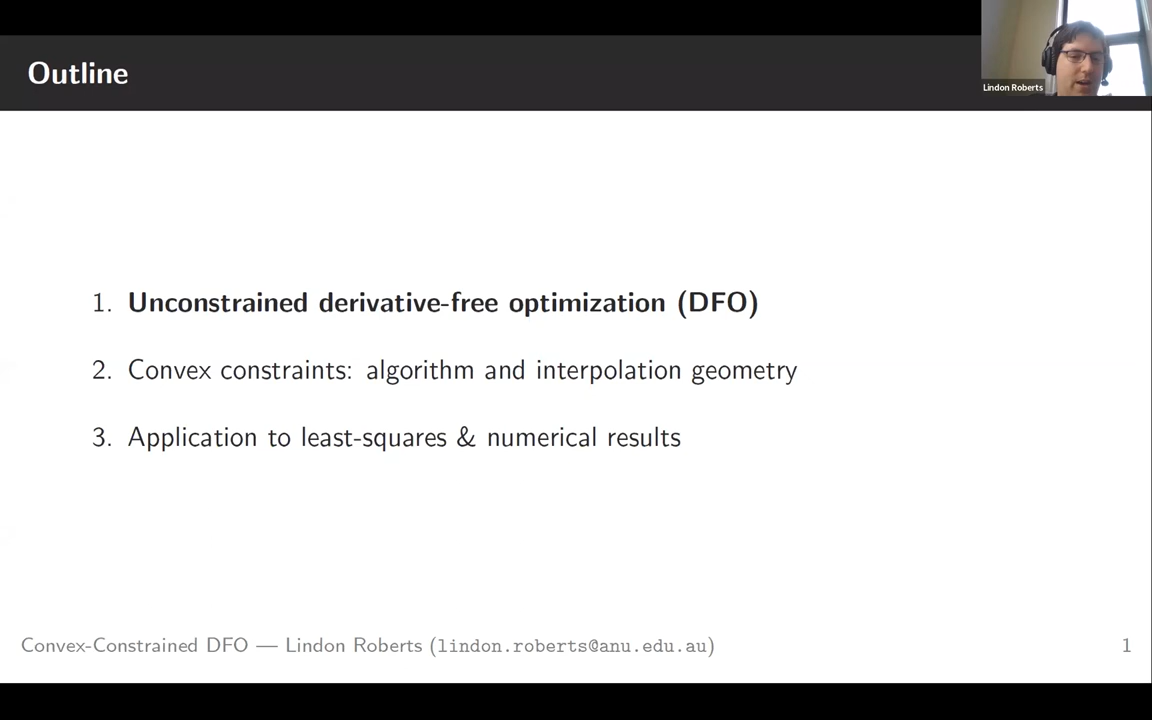 Outline
Lindon Roberts
1. Unconstrained derivative-free optimization (DFO)
2. Convex constraints: algorithm and interpolation geometry
3. Application to least-squares & numerical results
Convex-Constrained DFO — Lindon Roberts (lindon.roberts@anu.edu.au)
1